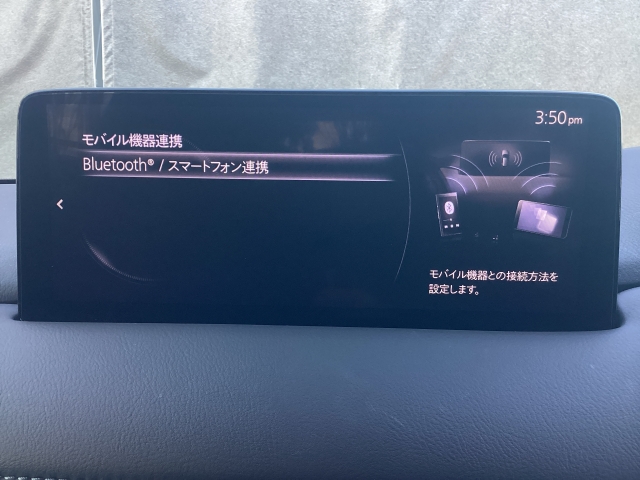 3:50pm
モバイル機器連携
Bluetooth® / スマートフォン連携
モバイル機器との接続方法を
設定します。